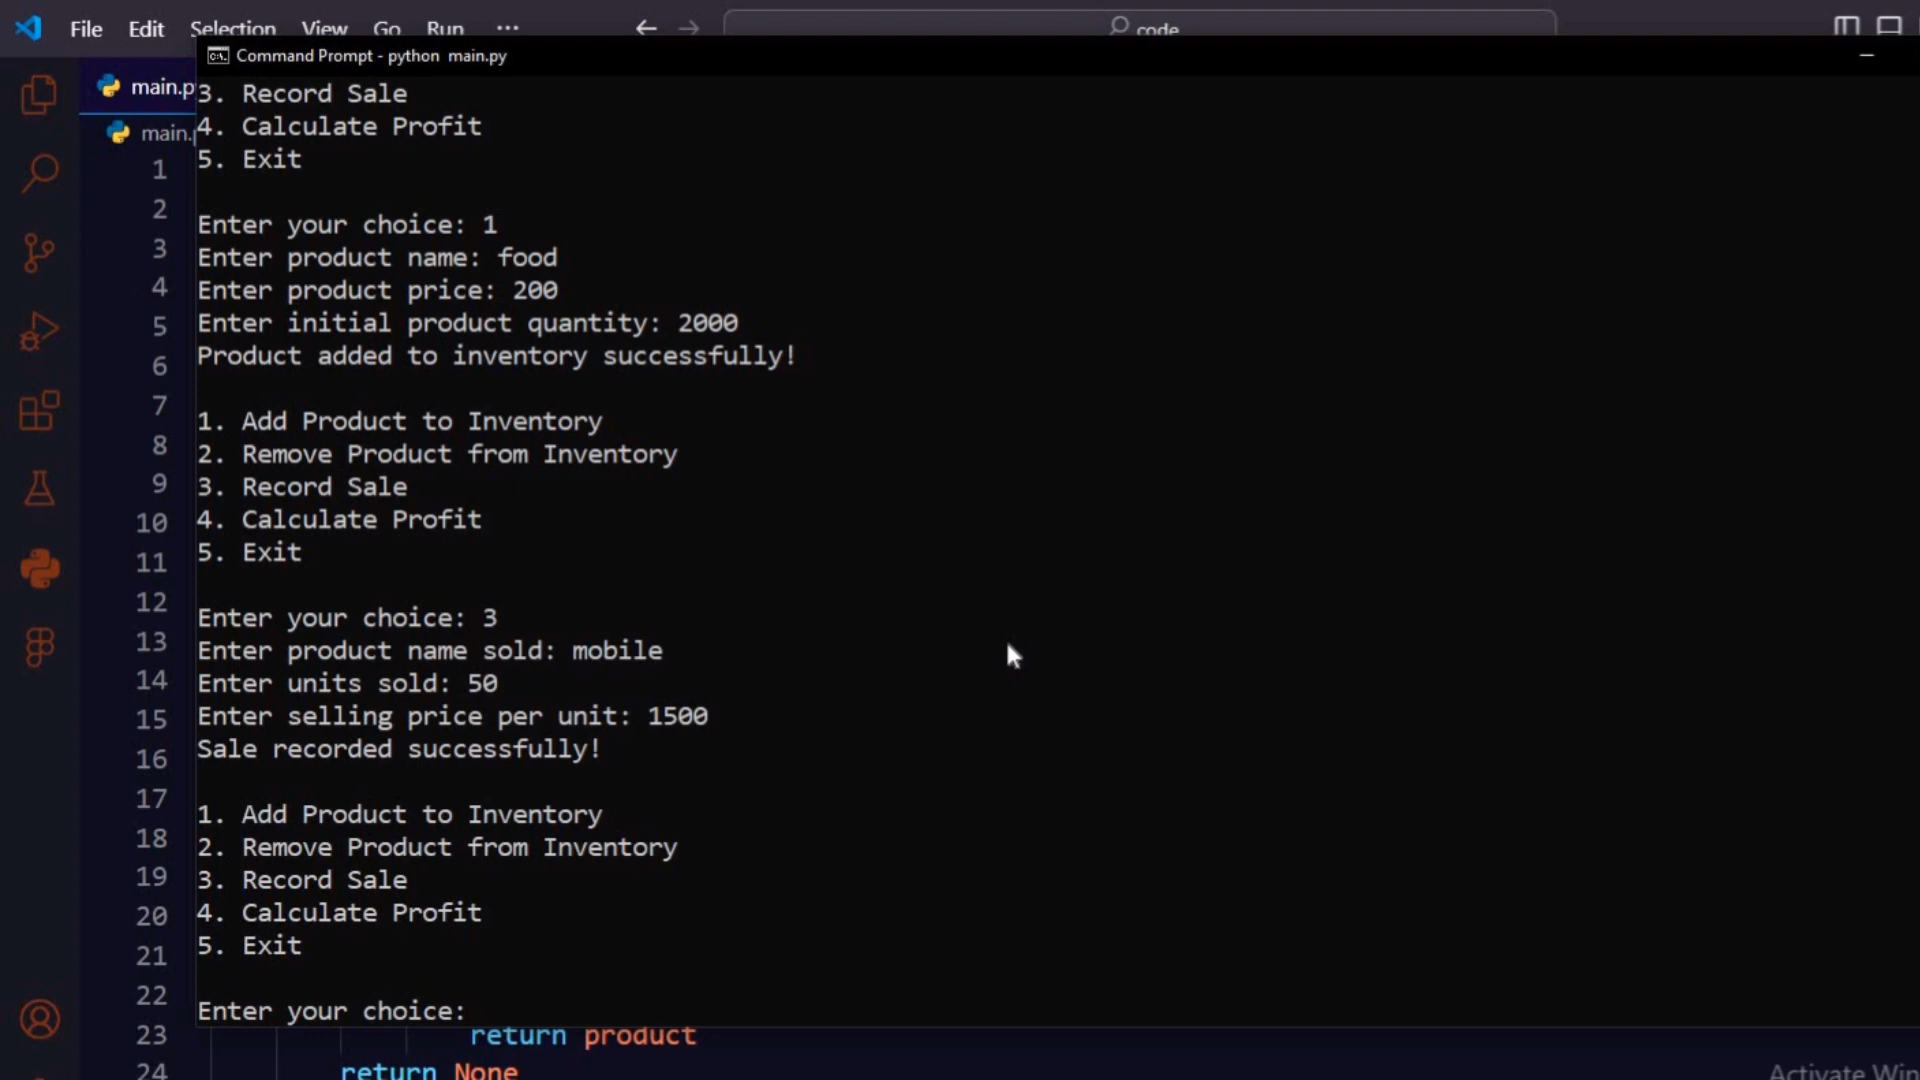 File Edit Selection View Go Run ...
code
Command Prompt - python main.py
main.p
3. Record Sale
4. Calculate Profit
main.
5. Exit
1
2
Enter your choice: 1
3
Enter product name: food
4
Enter product price: 200
5
Enter initial product quantity: 2000
6
Product added to inventory successfully!
7
1. Add Product to Inventory
8
2. Remove Product from Inventory
9
3. Record Sale
10
4. Calculate Profit
11
5. Exit
12
Enter your choice: 3
13
Enter product name sold: mobile
14
Enter units sold: 50
15
Enter selling price per unit: 1500
16
Sale recorded successfully!
17
1. Add Product to Inventory
18
2. Remove Product from Inventory
19
3. Record Sale
20
4. Calculate Profit
21
5. Exit
22
Enter your choice:
23 return product
24 return None
Activate Win